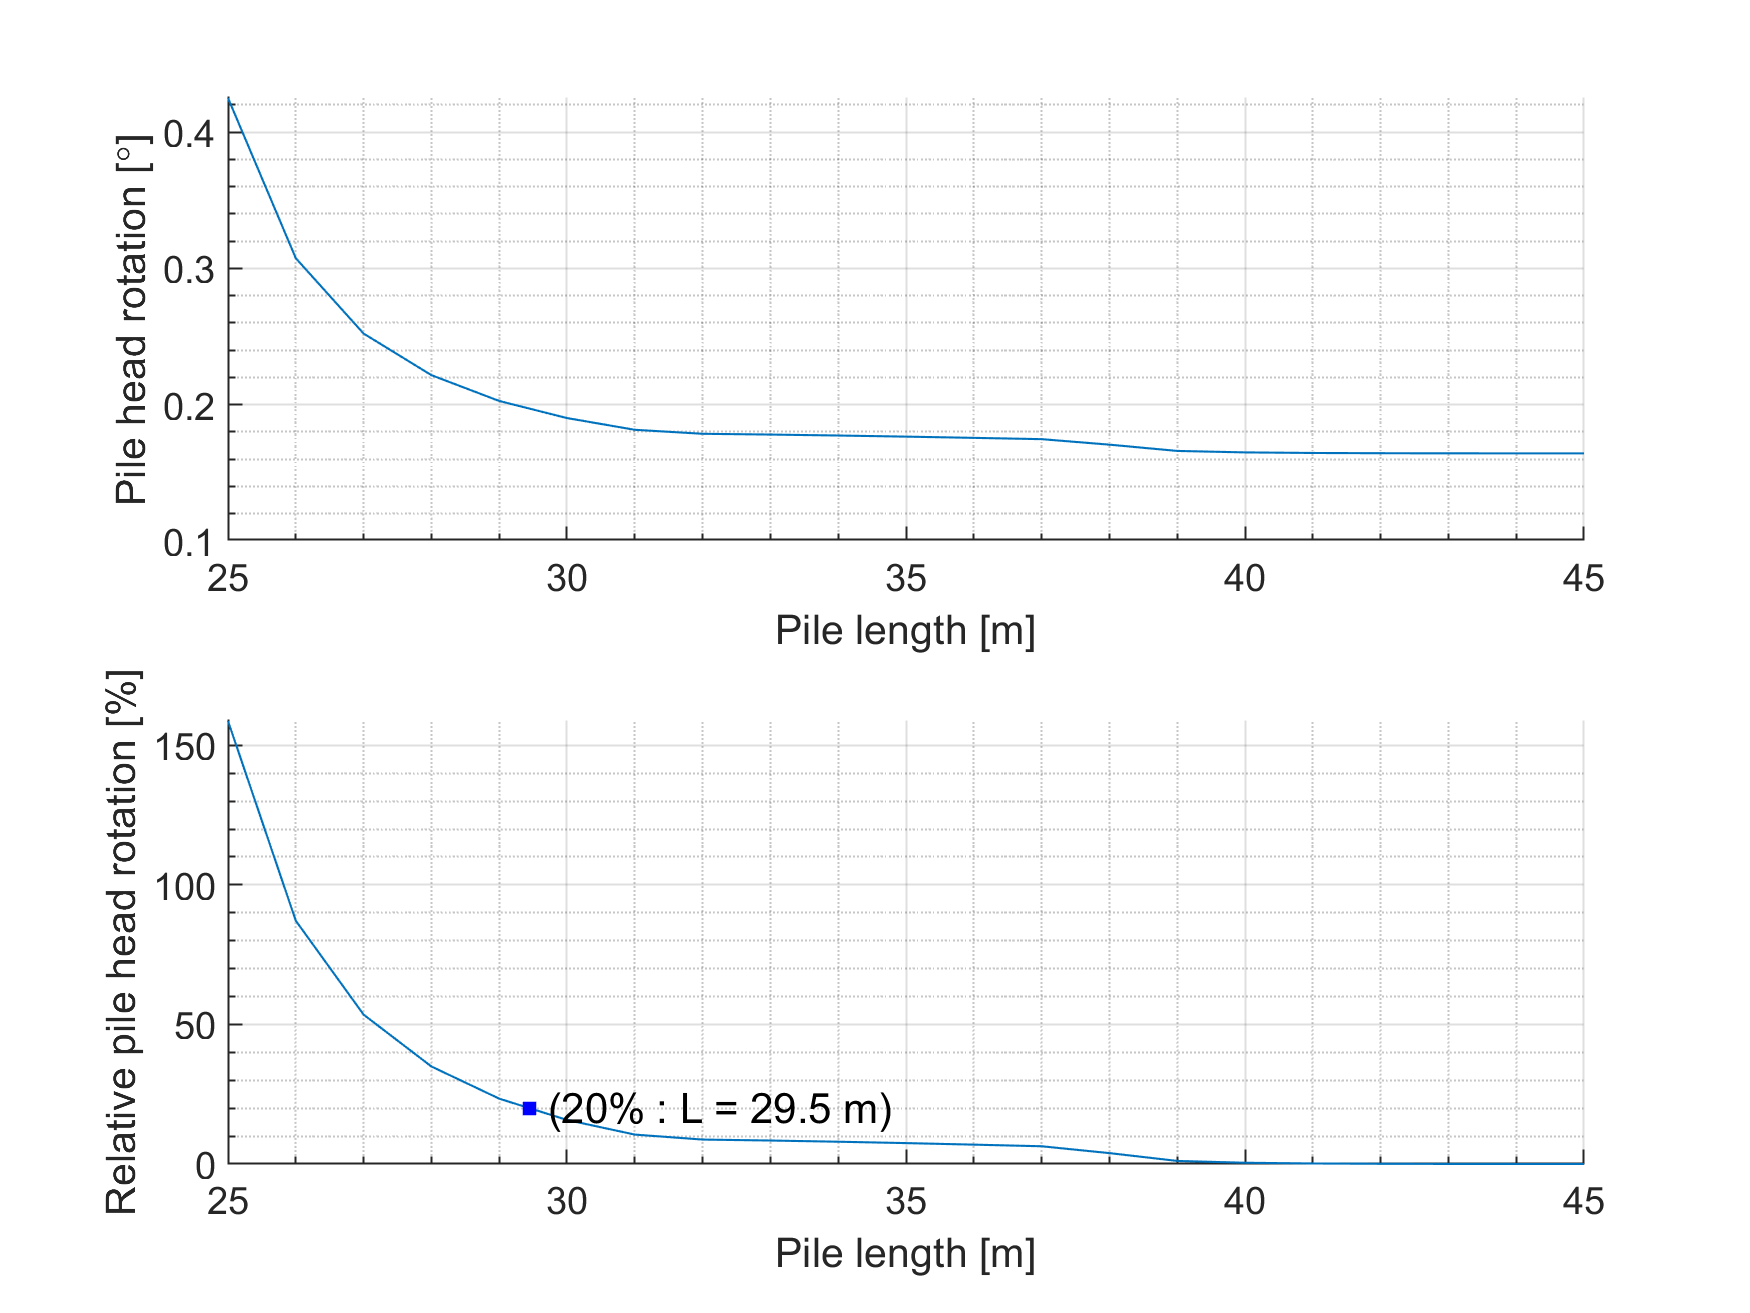 Pile head rotation [°]
0.4
0.3
0.2
0.1
25 30 35 40 45
Pile length [m]
Relative pile head rotation [%]
150
100
50
0
(20% : L = 29.5 m)
25 30 35 40 45
Pile length [m]